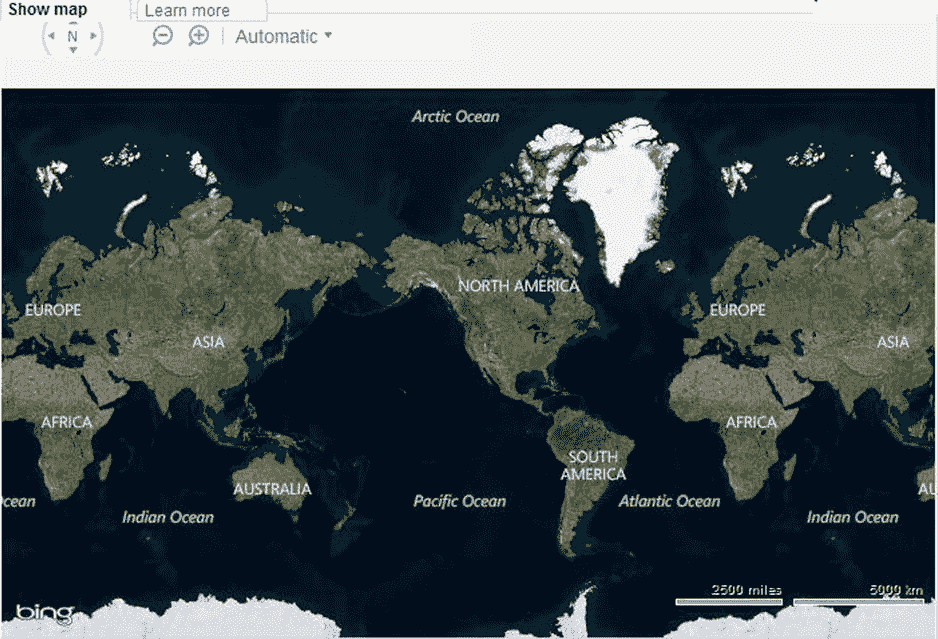 Show map
Learn more
N
Automatic
Arctic Ocean
NORTH AMERICA
EUROPE
EUROPE
ASIA
ASIA
AFRICA
AFRICA
SOUTH
AMERICA
AUSTRALIA
AU
cean
Pacific Ocean
Atlantic Ocean
Indian Ocean
Indian Ocean
2500 miles
5000 km
bing